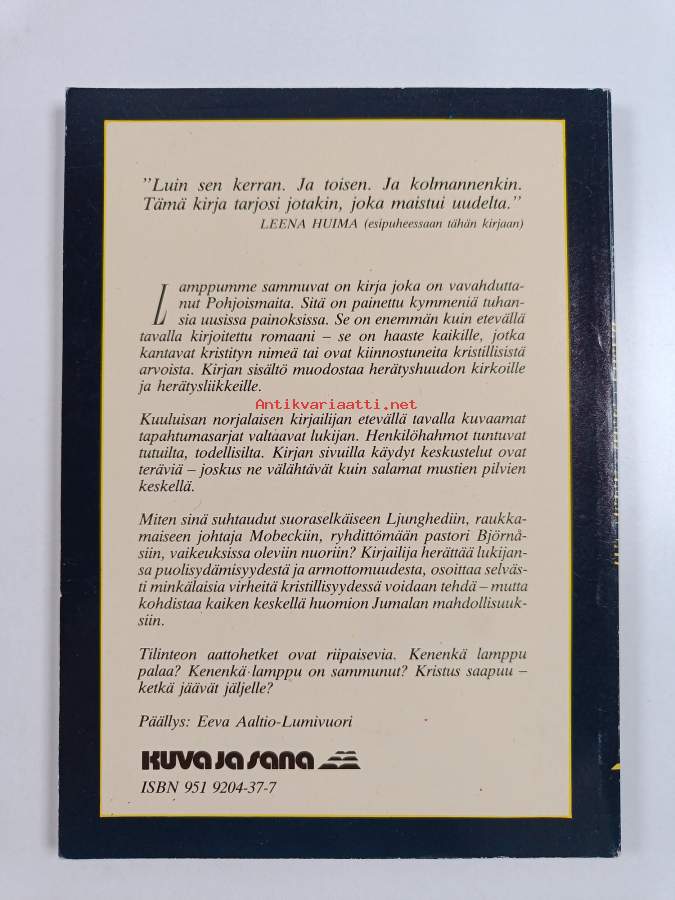 "Luin sen kerran. Ja toisen. Ja kolmannenkin.
Tämä kirja tarjosi jotakin, joka maistui uudelta."
LEENA HUIMA (esipuheessaan tähän kirjaan)
Lamppumme sammuvat on kirja joka on vavahdutta-
nut Pohjoismaita. Sitä on painettu kymmeniä tuhan-
sia uusissa painoksissa. Se on enemmän kuin etevällä
tavalla kirjoitettu romaani – se on haaste kaikille, jotka
kantavat kristityn nimeä tai ovat kiinnostuneita kristillisistä
arvoista. Kirjan sisältö muodostaa herätyshuudon kirkoille
ja herätysliikkeille.
Antikvariaatti.net
Kuuluisan norjalaisen kirjailijan etevällä tavalla kuvaamat
tapahtumasarjat valtaavat lukijan. Henkilöhahmot tuntuvat
tutuilta, todellisilta. Kirjan sivuilla käydyt keskustelut ovat
teräviä – joskus ne välähtävät kuin salamat mustien pilvien
keskellä.
Miten sinä suhtaudut suoraselkäiseen Ljunghediin, raukka-
maiseen johtaja Mobeckiin, ryhdittömään pastori Björnå-
siin, vaikeuksissa oleviin nuoriin? Kirjailija herättää lukijan-
sa puolisydämisyydestä ja armottomuudesta, osoittaa selväs-
ti minkälaisia virheitä kristillisyydessä voidaan tehdä – mutta
kohdistaa kaiken keskellä huomion Jumalan mahdollisuuk-
siin.
Tilinteon aattohetket ovat riipaisevia. Kenenkä lamppu
palaa? Kenenkä lamppu on sammunut? Kristus saapuu –
ketkä jäävät jäljelle?
Päällys: Eeva Aaltio-Lumivuori
KUVA JA SANA
ISBN 951 9204-37-7